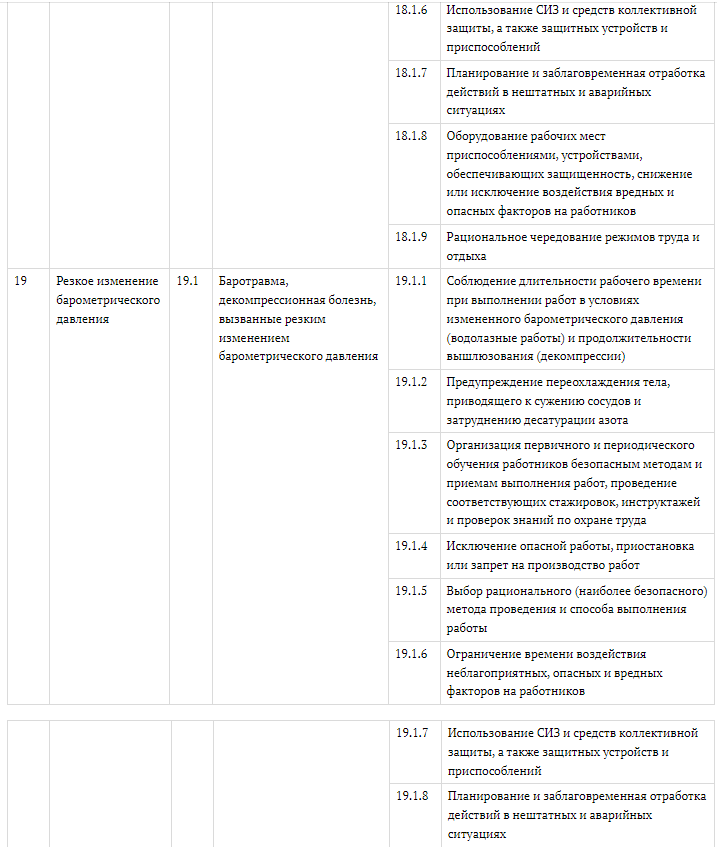 18.1.6 Использование СИЗ и средств коллективной
защиты, а также защитных устройств и
приспособлений
18.1.7 Планирование и заблаговременная отработка
действий в нештатных и аварийных
ситуациях
18.1.8 Оборудование рабочих мест
приспособлениями, устройствами,
обеспечивающих защищенность, снижение
или исключение воздействия вредных и
опасных факторов на работников
18.1.9 Рациональное чередование режимов труда и
отдыха
19
Резкое изменение
барометрического
давления
19.1
Баротравма,
декомпрессионная болезнь,
вызванные резким
изменением
барометрического давления
19.1.1 Соблюдение длительности рабочего времени
при выполнении работ в условиях
измененного барометрического давления
(водолазные работы) и продолжительности
вышлюзования (декомпрессии)
19.1.2 Предупреждение переохлаждения тела,
приводящего к сужению сосудов и
затруднению десатурации азота
19.1.3 Организация первичного и периодического
обучения работников безопасным методам и
приемам выполнения работ, проведение
соответствующих стажировок, инструктажей
и проверок знаний по охране труда
19.1.4 Исключение опасной работы, приостановка
или запрет на производство работ
19.1.5 Выбор рационального (наиболее безопасного)
метода проведения и способа выполнения
работы
19.1.6 Ограничение времени воздействия
неблагоприятных, опасных и вредных
факторов на работников
19.1.7 Использование СИЗ и средств коллективной
защиты, а также защитных устройств и
приспособлений
19.1.8 Планирование и заблаговременная отработка
действий в нештатных и аварийных
ситуациях